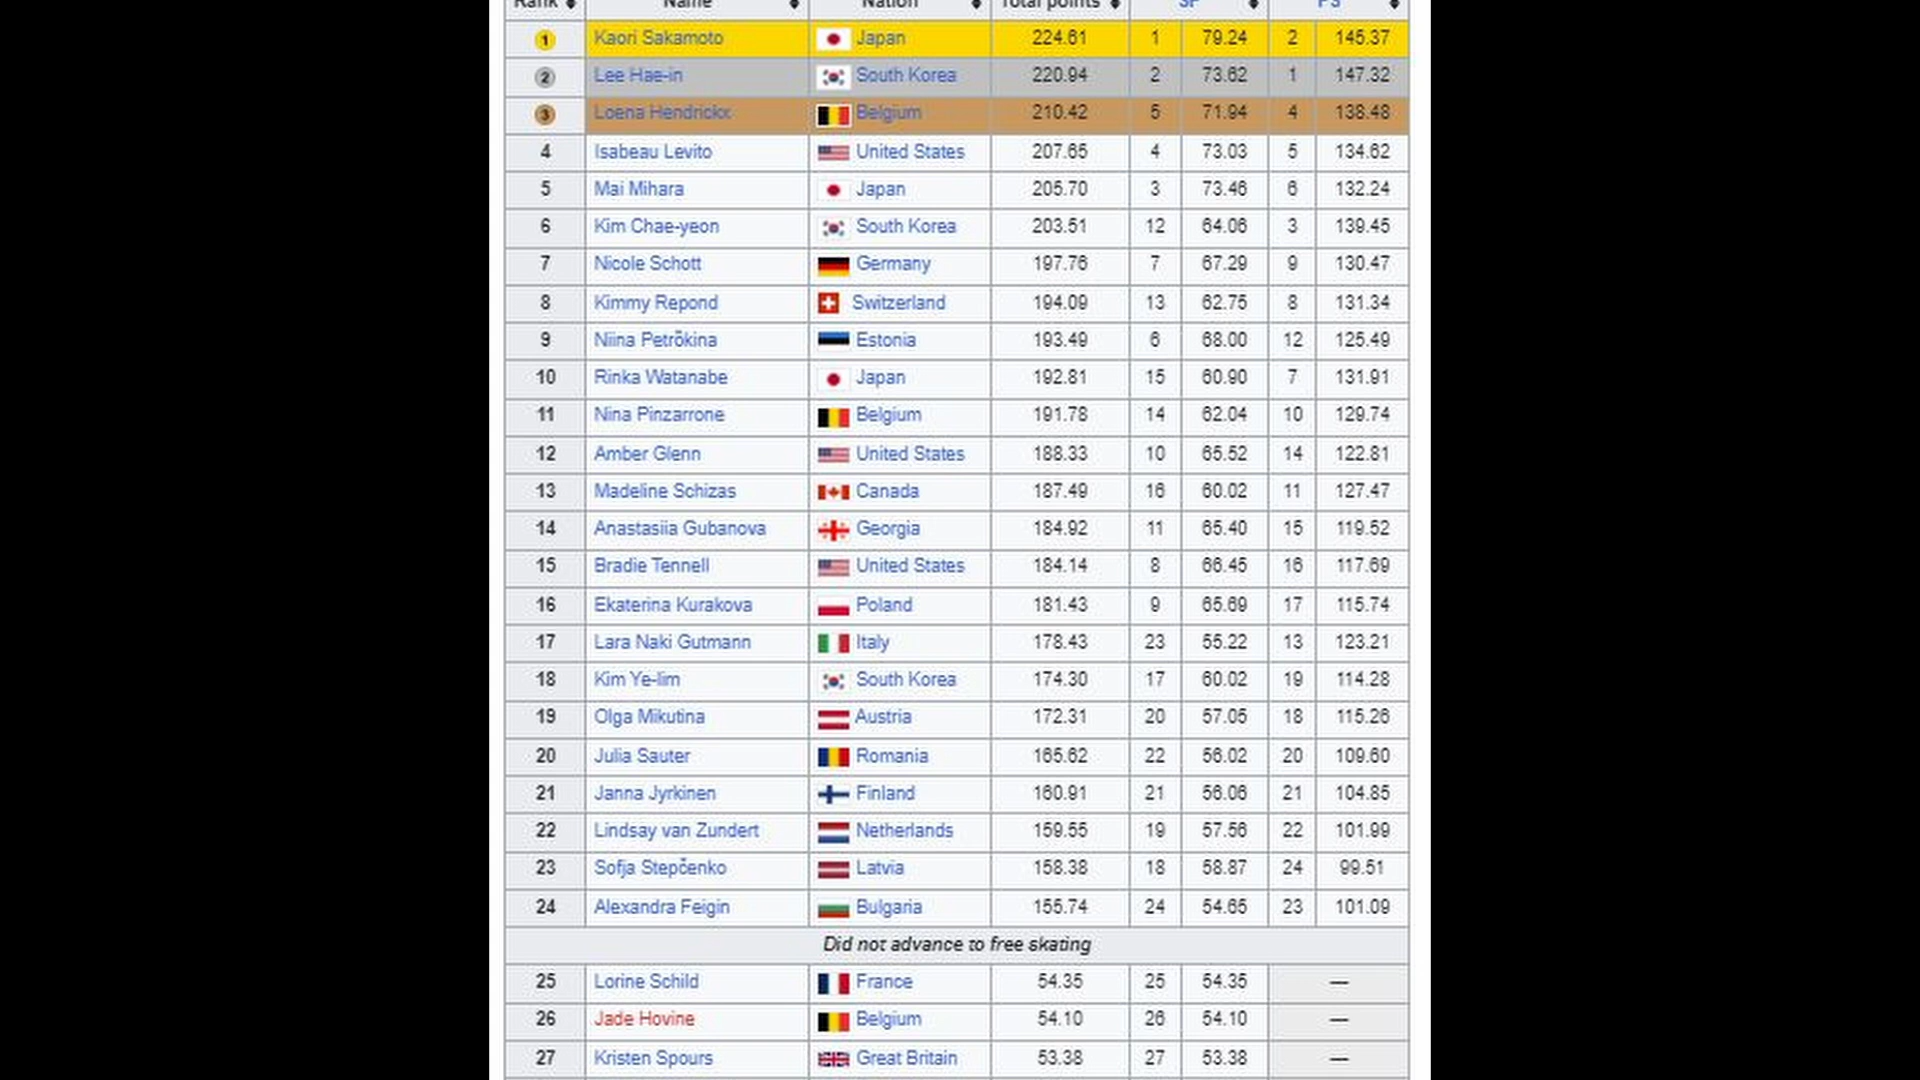 Rank Name Nation Total points SP FS
1 Kaori Sakamoto Japan 224.61 1 79.24 2 145.37
2 Lee Hae-in South Korea 220.94 2 73.62 1 147.32
3 Loena Hendrickx Belgium 210.42 5 71.94 4 138.48
4 Isabeau Levito United States 207.65 4 73.03 5 134.62
5 Mai Mihara Japan 205.70 3 73.46 6 132.24
6 Kim Chae-yeon South Korea 203.51 12 64.06 3 139.45
7 Nicole Schott Germany 197.76 7 67.29 9 130.47
8 Kimmy Repond Switzerland 194.09 13 62.75 8 131.34
9 Niina Petrõkina Estonia 193.49 6 68.00 12 125.49
10 Rinka Watanabe Japan 192.81 15 60.90 7 131.91
11 Nina Pinzarrone Belgium 191.78 14 62.04 10 129.74
12 Amber Glenn United States 188.33 10 65.52 14 122.81
13 Madeline Schizas Canada 187.49 16 60.02 11 127.47
14 Anastasiia Gubanova Georgia 184.92 11 65.40 15 119.52
15 Bradie Tennell United States 184.14 8 66.45 16 117.69
16 Ekaterina Kurakova Poland 181.43 9 65.69 17 115.74
17 Lara Naki Gutmann Italy 178.43 23 55.22 13 123.21
18 Kim Ye-lim South Korea 174.30 17 60.02 19 114.28
19 Olga Mikutina Austria 172.31 20 57.05 18 115.26
20 Julia Sauter Romania 165.62 22 56.02 20 109.60
21 Janna Jyrkinen Finland 160.91 21 56.06 21 104.85
22 Lindsay van Zundert Netherlands 159.55 19 57.56 22 101.99
23 Sofja Stepčenko Latvia 158.38 18 58.87 24 99.51
24 Alexandra Feigin Bulgaria 155.74 24 54.65 23 101.09
Did not advance to free skating
25 Lorine Schild France 54.35 25 54.35 —
26 Jade Hovine Belgium 54.10 26 54.10 —
27 Kristen Spours Great Britain 53.38 27 53.38 —